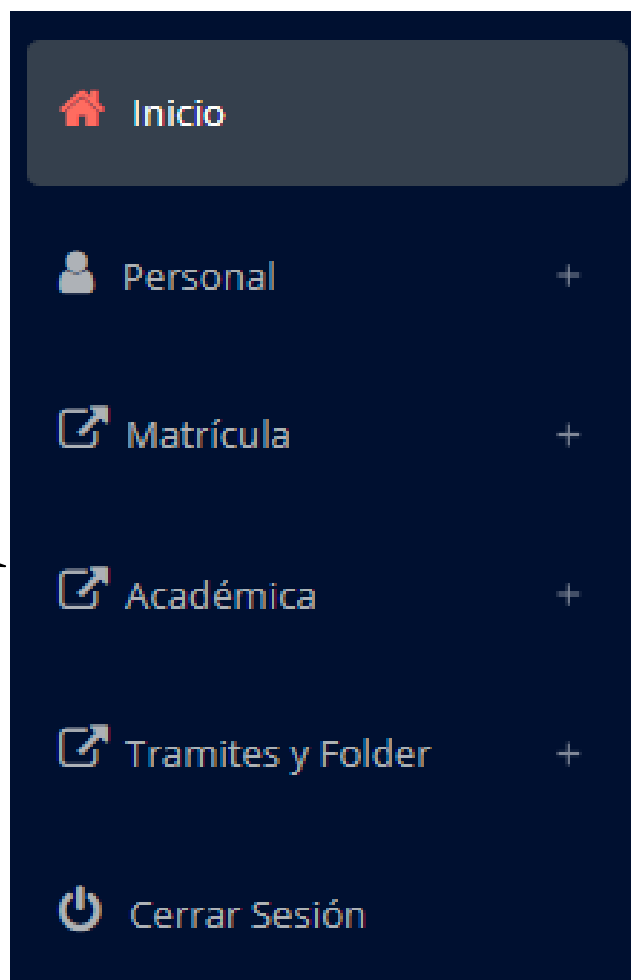 Inicio
Personal +
Matrícula +
Académica +
Tramites y Folder +
Cerrar Sesión